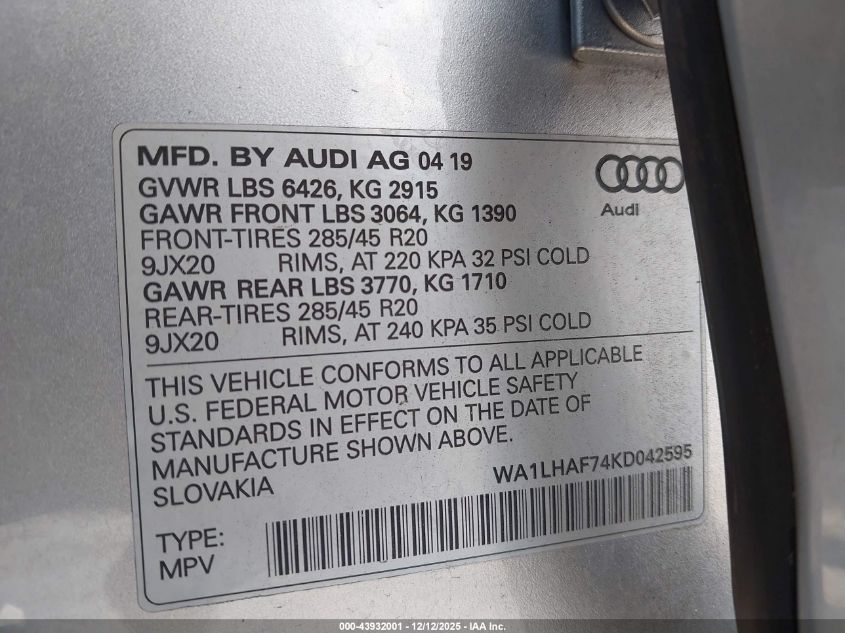 MFD. BY AUDI AG 04 19
GVWR LBS 6426, KG 2915
GAWR FRONT LBS 3064, KG 1390
FRONT-TIRES 285/45 R20
9JX20 RIMS, AT 220 KPA 32 PSI COLD
GAWR REAR LBS 3770, KG 1710
REAR-TIRES 285/45 R20
9JX20 RIMS, AT 240 KPA 35 PSI COLD
Audi
THIS VEHICLE CONFORMS TO ALL APPLICABLE
U.S. FEDERAL MOTOR VEHICLE SAFETY
STANDARDS IN EFFECT ON THE DATE OF
MANUFACTURE SHOWN ABOVE.
SLOVAKIA
WA1LHAF74KD042595
TYPE:
MPV
000-43932001 - 12/12/2025 - IAA Inc.